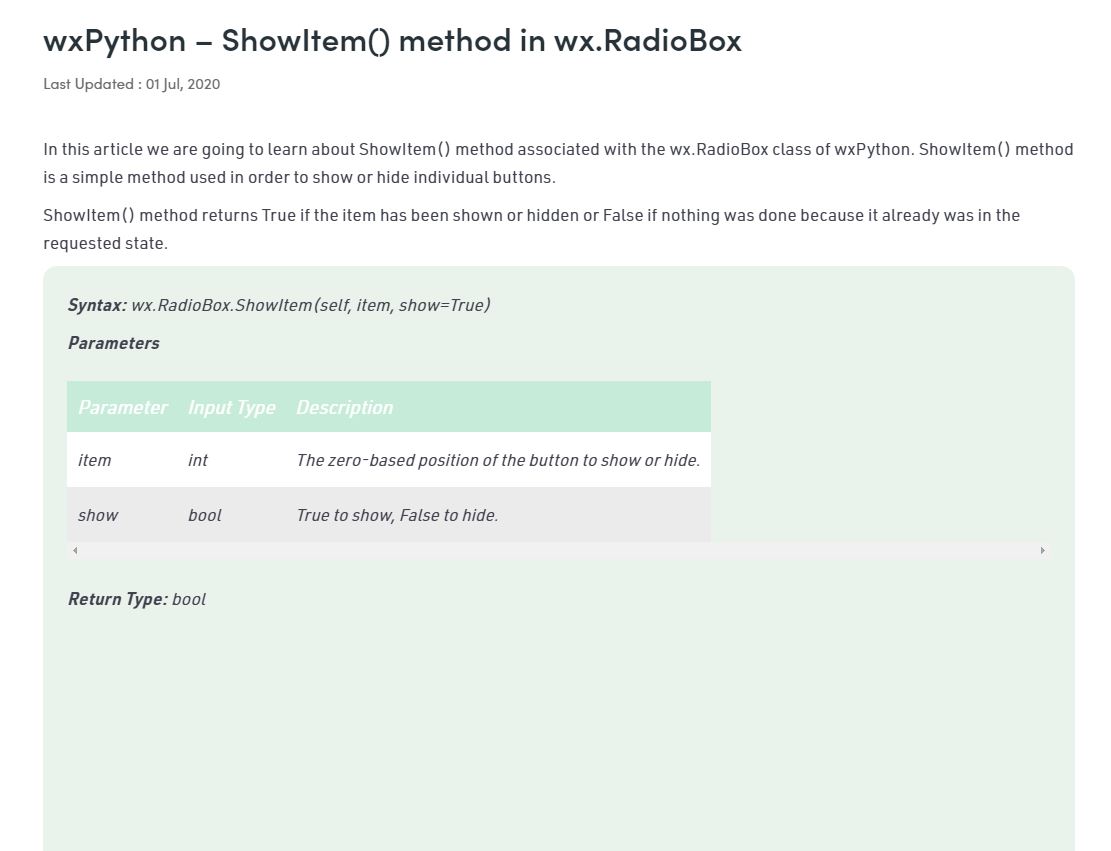 wxPython – ShowItem() method in wx.RadioBox
Last Updated : 01 Jul, 2020
In this article we are going to learn about ShowItem() method associated with the wx.RadioBox class of wxPython. ShowItem() method
is a simple method used in order to show or hide individual buttons.
ShowItem() method returns True if the item has been shown or hidden or False if nothing was done because it already was in the
requested state.
Syntax: wx.RadioBox.ShowItem(self, item, show=True)
Parameters
Parameter Input Type Description
item int The zero-based position of the button to show or hide.
show bool True to show, False to hide.
Return Type: bool